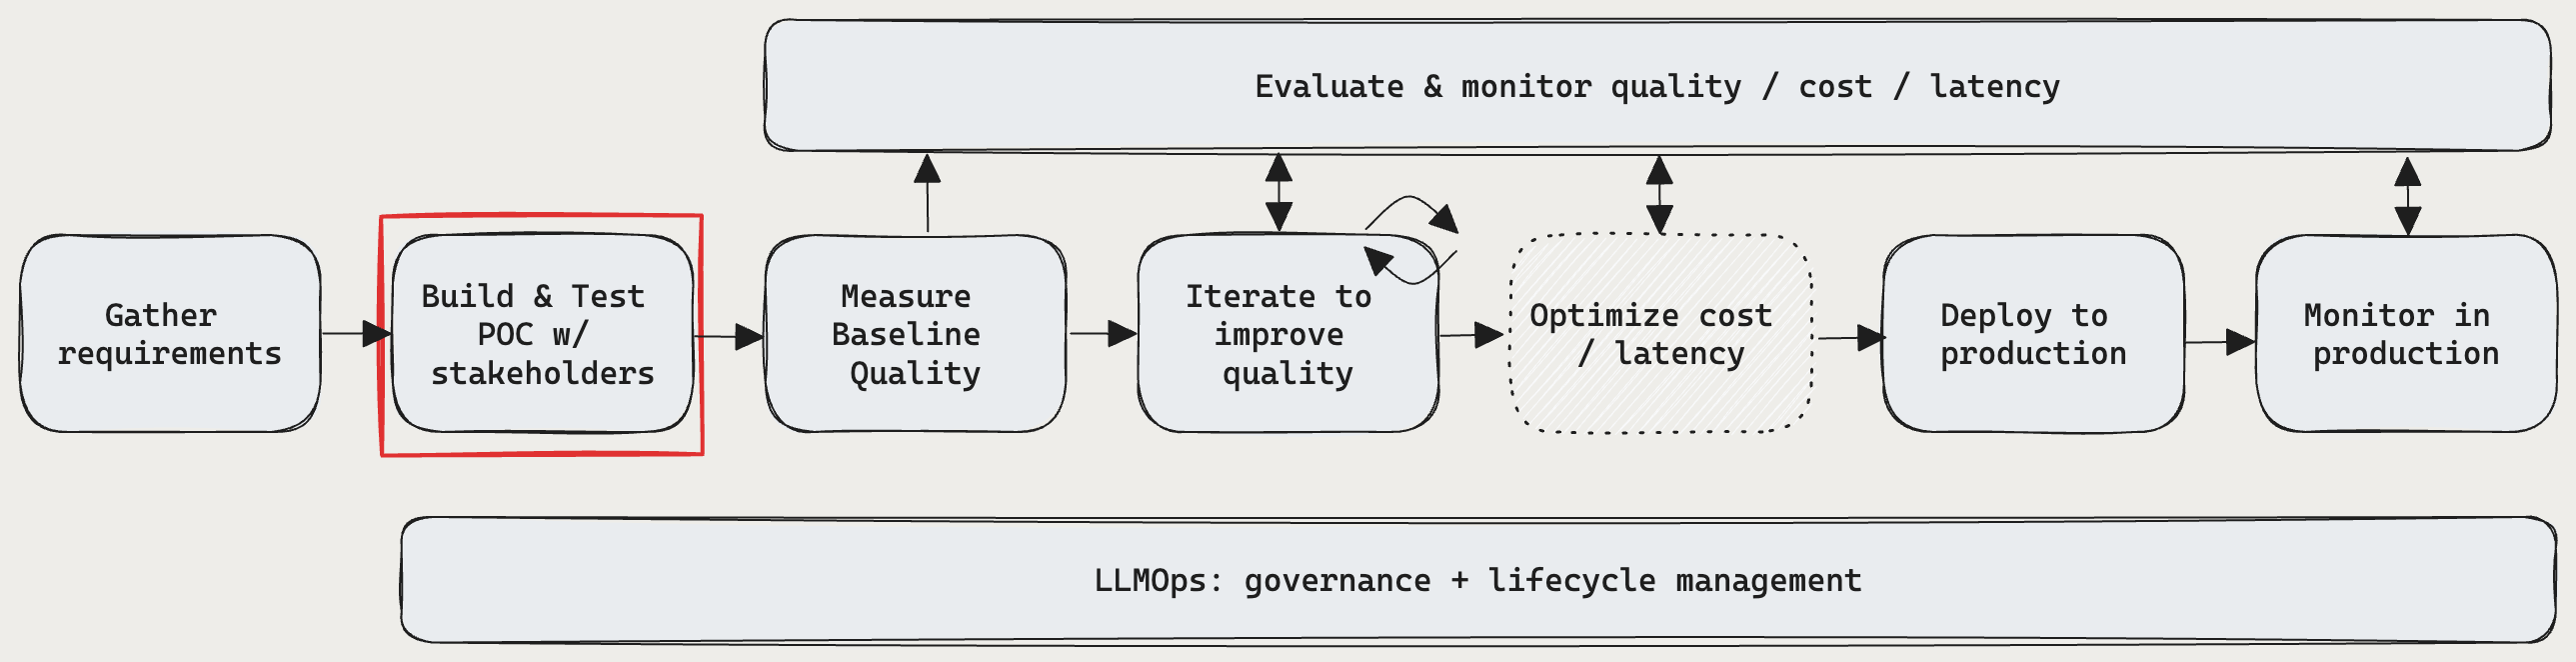 Evaluate & monitor quality / cost / latency
Gather
requirements
Build & Test
POC w/
stakeholders
Measure
Baseline
Quality
Iterate to
improve
quality
Optimize cost
/ latency
Deploy to
production
Monitor in
production
LLMOps: governance + lifecycle management